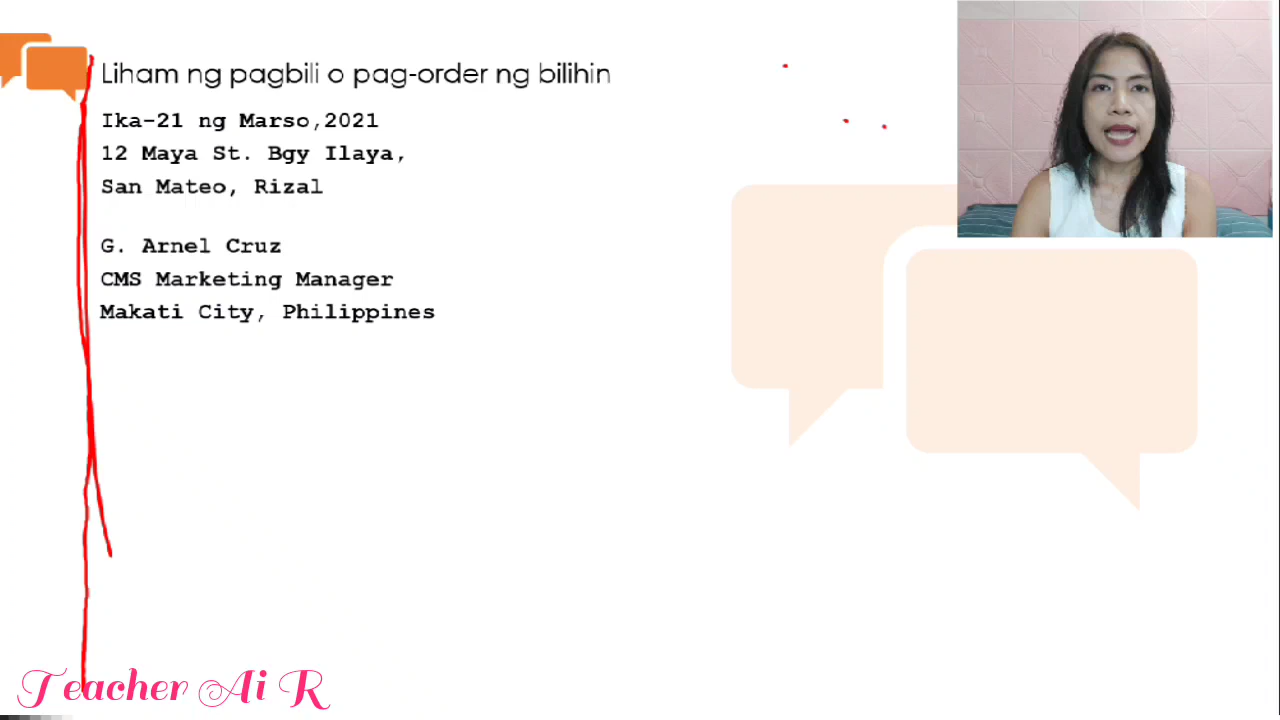 Liham ng pagbili o pag-order ng bilihin
Ika-21 ng Marso,2021
12 Maya St. Bgy Ilaya,
San Mateo, Rizal
G. Arnel Cruz
CMS Marketing Manager
Makati City, Philippines
Teacher Ai R